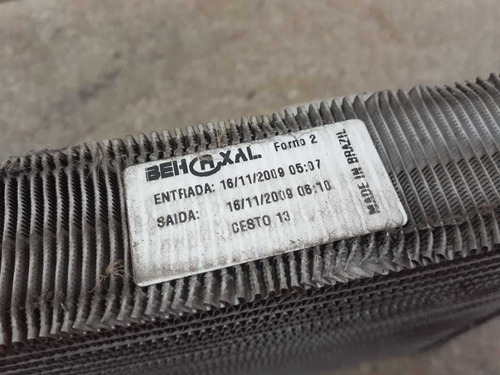 BEHRXAL Forno 2
ENTRADA: 16/11/2009 05:07
SAIDA: 16/11/2009 06:10
CESTO 13
MADE IN BRAZIL